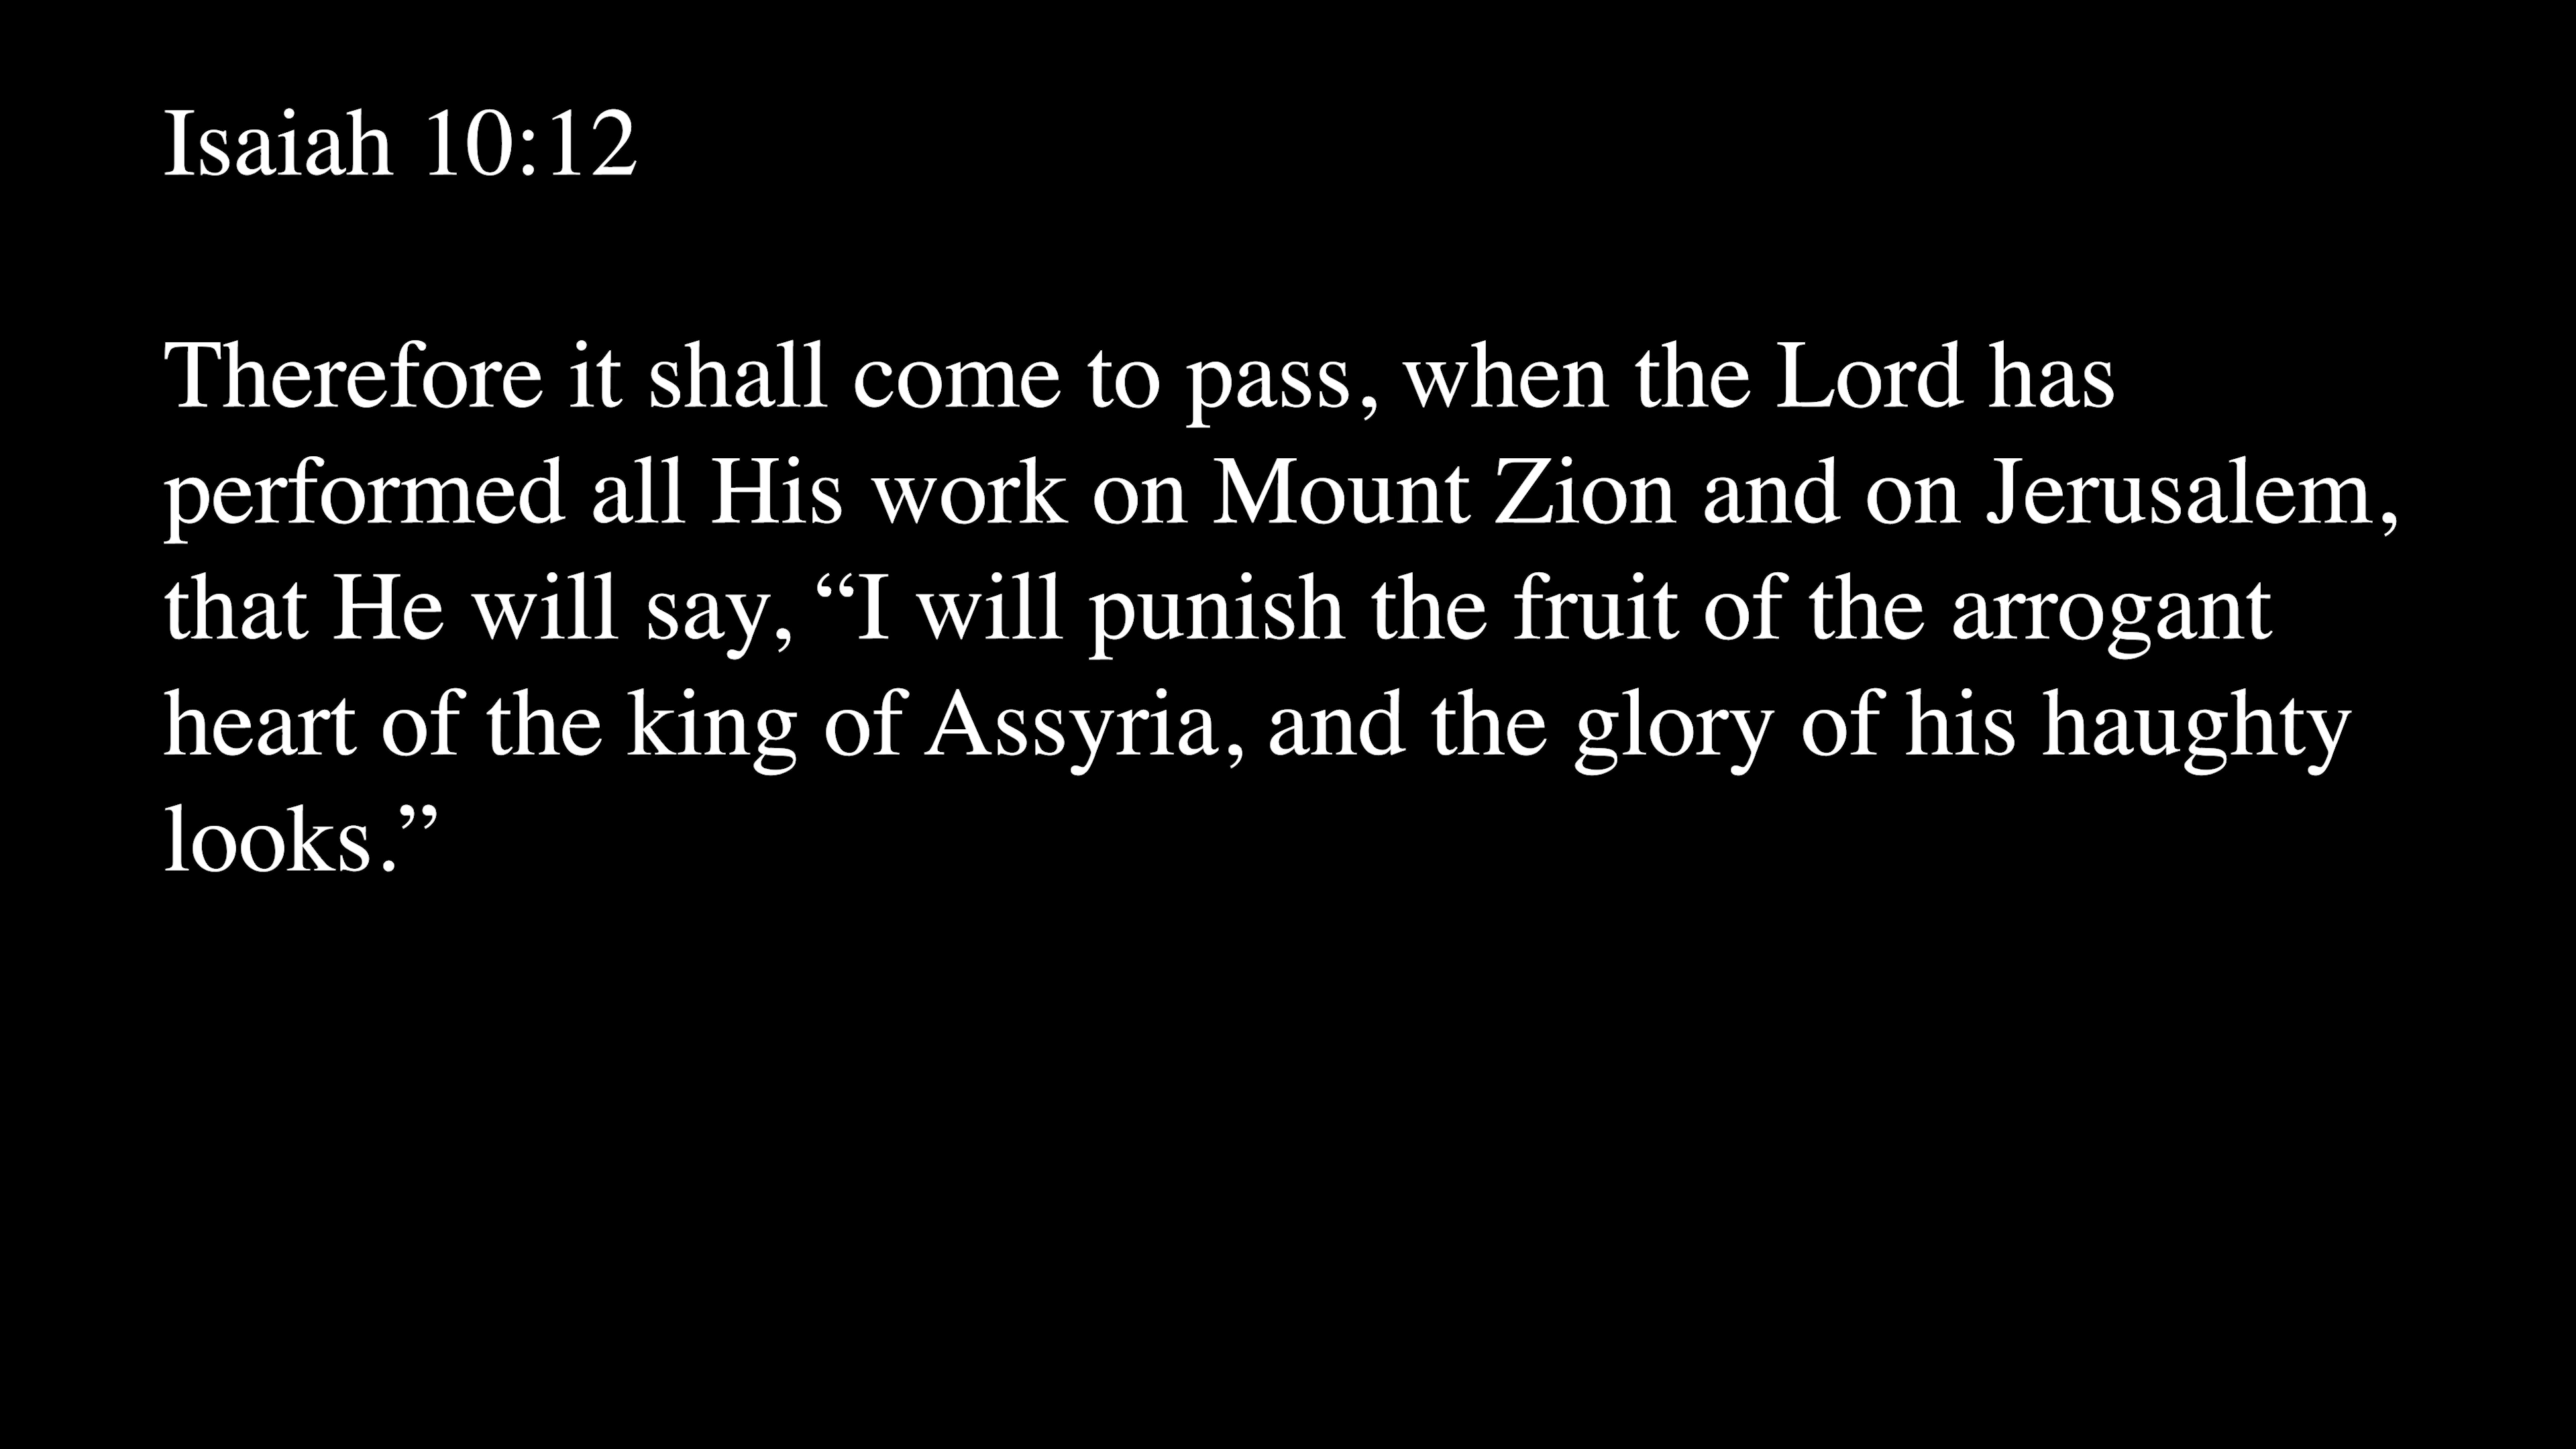 Isaiah 10:12
Therefore it shall come to pass, when the Lord has
performed all His work on Mount Zion and on Jerusalem,
that He will say, “I will punish the fruit of the arrogant
heart of the king of Assyria, and the glory of his haughty
looks.”